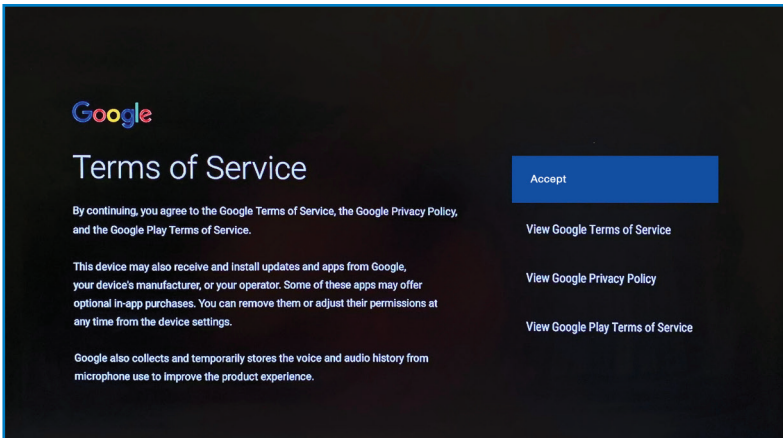 Google
Terms of Service
By continuing, you agree to the Google Terms of Service, the Google Privacy Policy,
and the Google Play Terms of Service.
This device may also receive and install updates and apps from Google,
your device's manufacturer, or your operator. Some of these apps may offer
optional in-app purchases. You can remove them or adjust their permissions at
any time from the device settings.
Google also collects and temporarily stores the voice and audio history from
microphone use to improve the product experience.
Accept
View Google Terms of Service
View Google Privacy Policy
View Google Play Terms of Service